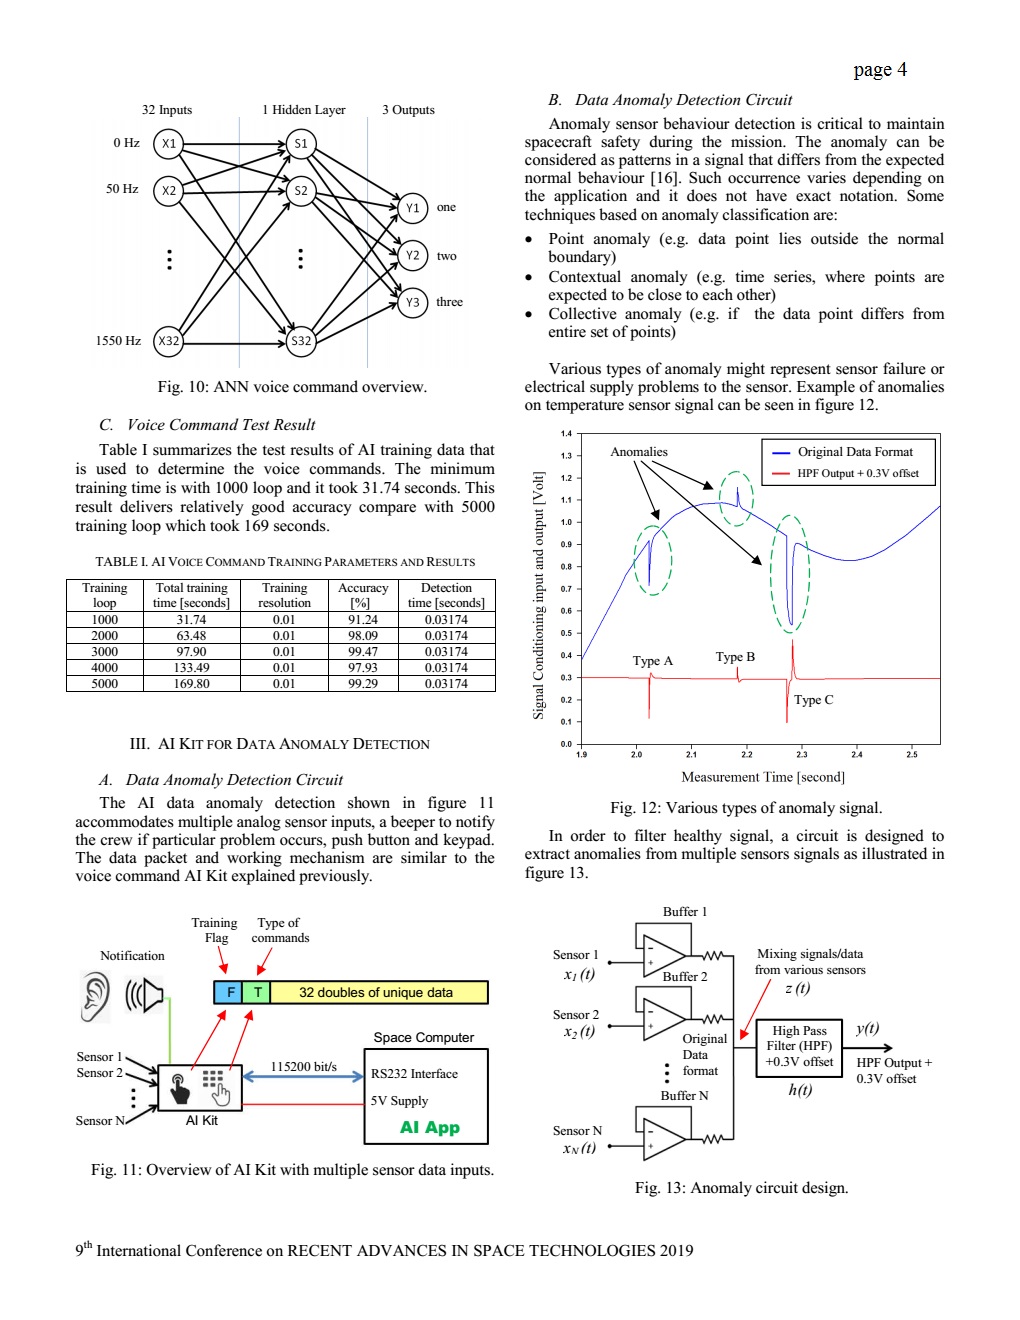 page 4
32 Inputs
1 Hidden Layer
3 Outputs
0 Hz X1 S1
50 Hz X2 S2
Y1 one
Y2 two
Y3 three
1550 Hz X32 S32
Fig. 10: ANN voice command overview.
C. Voice Command Test Result
Table I summarizes the test results of AI training data that
is used to determine the voice commands. The minimum
training time is with 1000 loop and it took 31.74 seconds. This
result delivers relatively good accuracy compare with 5000
training loop which took 169 seconds.
TABLE I. AI VOICE COMMAND TRAINING PARAMETERS AND RESULTS
Training loop Total training time [seconds] Training resolution Accuracy [%] Detection time [seconds]
1000 31.74 0.01 91.24 0.03174
2000 63.48 0.01 98.09 0.03174
3000 97.90 0.01 99.47 0.03174
4000 133.49 0.01 97.93 0.03174
5000 169.80 0.01 99.29 0.03174
III. AI KIT FOR DATA ANOMALY DETECTION
A. Data Anomaly Detection Circuit
The AI data anomaly detection shown in figure 11
accommodates multiple analog sensor inputs, a beeper to notify
the crew if particular problem occurs, push button and keypad.
The data packet and working mechanism are similar to the
voice command AI Kit explained previously.
Training Flag
Type of commands
Notification
F T 32 doubles of unique data
Space Computer
Sensor 1
Sensor 2
Sensor N
115200 bit/s
RS232 Interface
5V Supply
AI Kit
AI App
Fig. 11: Overview of AI Kit with multiple sensor data inputs.
B. Data Anomaly Detection Circuit
Anomaly sensor behaviour detection is critical to maintain
spacecraft safety during the mission. The anomaly can be
considered as patterns in a signal that differs from the expected
normal behaviour [16]. Such occurrence varies depending on
the application and it does not have exact notation. Some
techniques based on anomaly classification are:
• Point anomaly (e.g. data point lies outside the normal
boundary)
• Contextual anomaly (e.g. time series, where points are
expected to be close to each other)
• Collective anomaly (e.g. if the data point differs from
entire set of points)
Various types of anomaly might represent sensor failure or
electrical supply problems to the sensor. Example of anomalies
on temperature sensor signal can be seen in figure 12.
Signal Conditioning input and output [Volt]
1.4
1.3
1.2
1.1
1.0
0.9
0.8
0.7
0.6
0.5
0.4
0.3
0.2
0.1
0.0
Anomalies
Original Data Format
HPF Output + 0.3V offset
Type A
Type B
Type C
1.9 2.0 2.1 2.2 2.3 2.4 2.5
Measurement Time [second]
Fig. 12: Various types of anomaly signal.
In order to filter healthy signal, a circuit is designed to
extract anomalies from multiple sensors signals as illustrated in
figure 13.
Buffer 1
Sensor 1
x1 (t)
- +
Buffer 2
Sensor 2
x2 (t)
- +
Mixing signals/data
from various sensors
z (t)
Original
Data
format
High Pass
Filter (HPF)
+0.3V offset
h(t)
y(t)
HPF Output +
0.3V offset
Buffer N
Sensor N
xN (t)
- +
Fig. 13: Anomaly circuit design.
9th International Conference on RECENT ADVANCES IN SPACE TECHNOLOGIES 2019